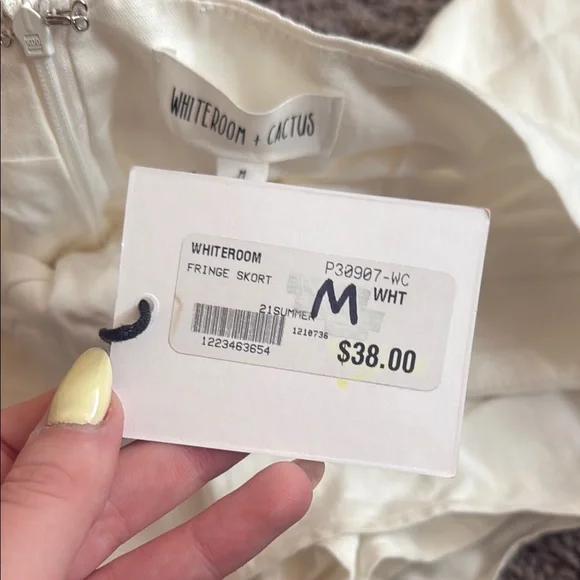 WHITEROOM + CACTUS
M
WHITEROOM
P30907-WC
FRINGE SKORT
M WHT
21SUMMER
1210736
1223463654
$38.00